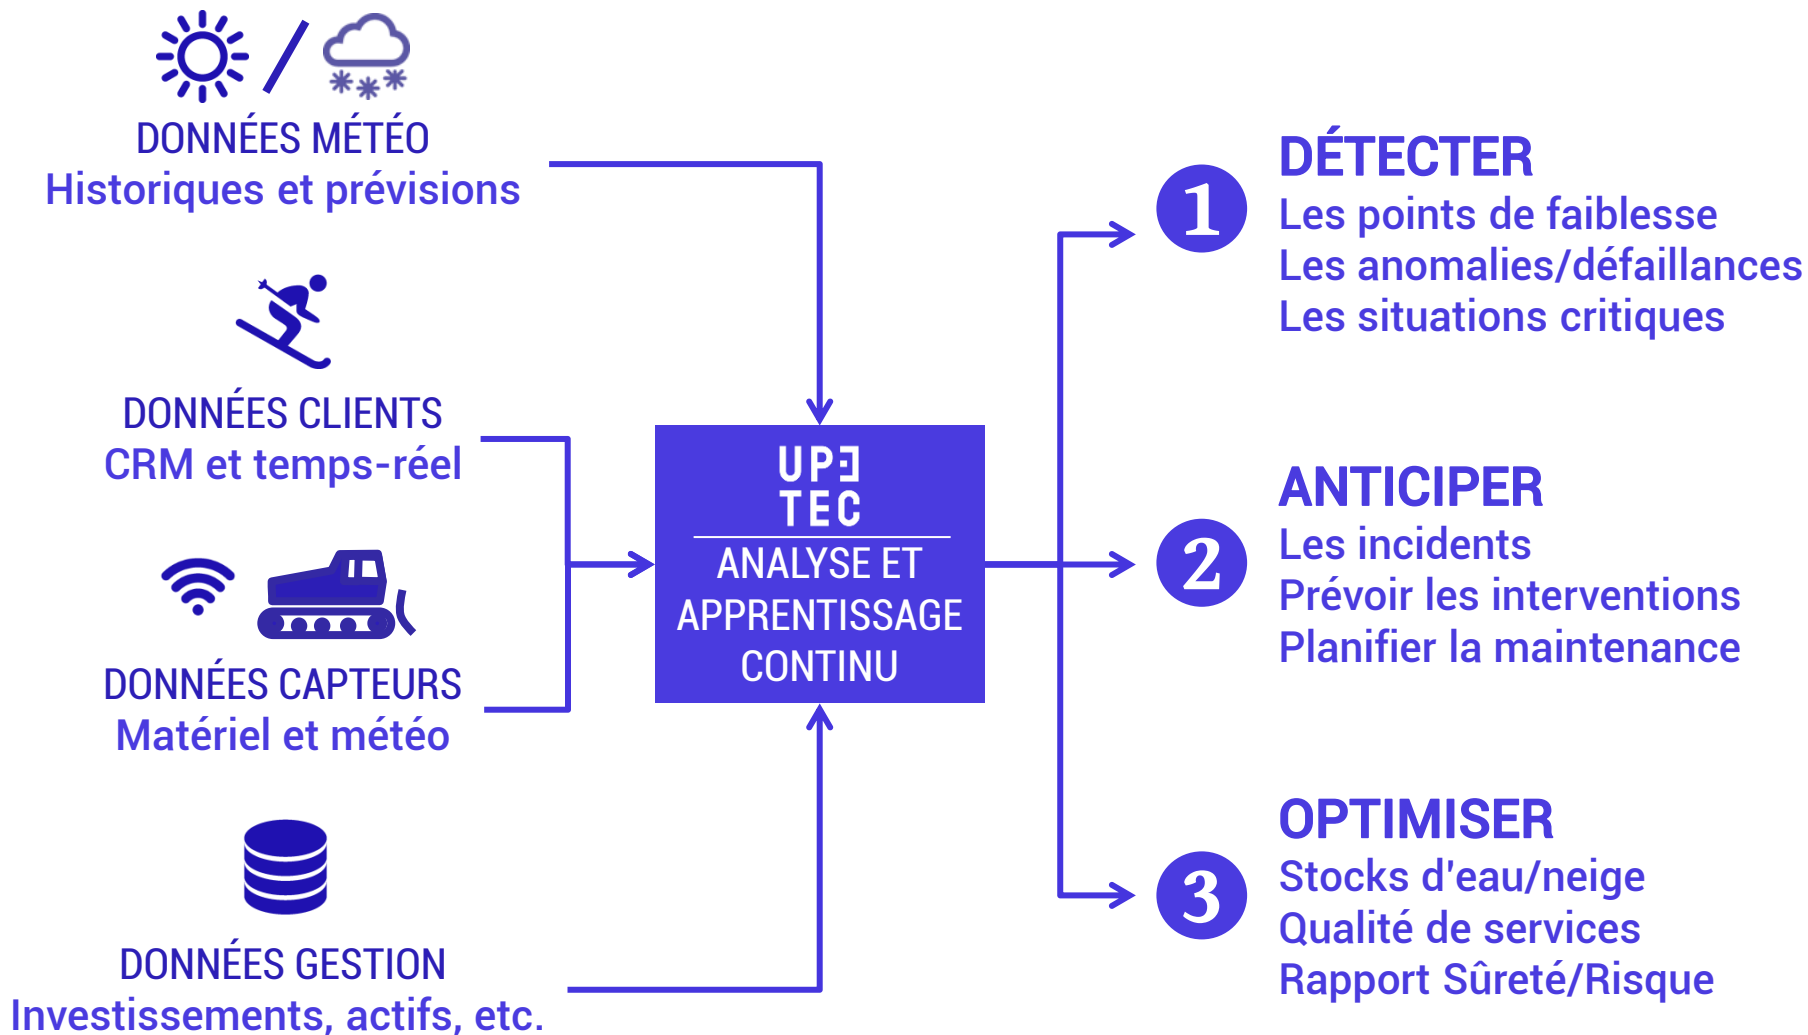 DONNÉES MÉTÉO
Historiques et prévisions
DONNÉES CLIENTS
CRM et temps-réel
DONNÉES CAPTEURS
Matériel et météo
DONNÉES GESTION
Investissements, actifs, etc.
UPE
TEC
ANALYSE ET
APPRENTISSAGE
CONTINU
1
DÉTECTER
Les points de faiblesse
Les anomalies/défaillances
Les situations critiques
2
ANTICIPER
Les incidents
Prévoir les interventions
Planifier la maintenance
3
OPTIMISER
Stocks d'eau/neige
Qualité de services
Rapport Sûreté/Risque